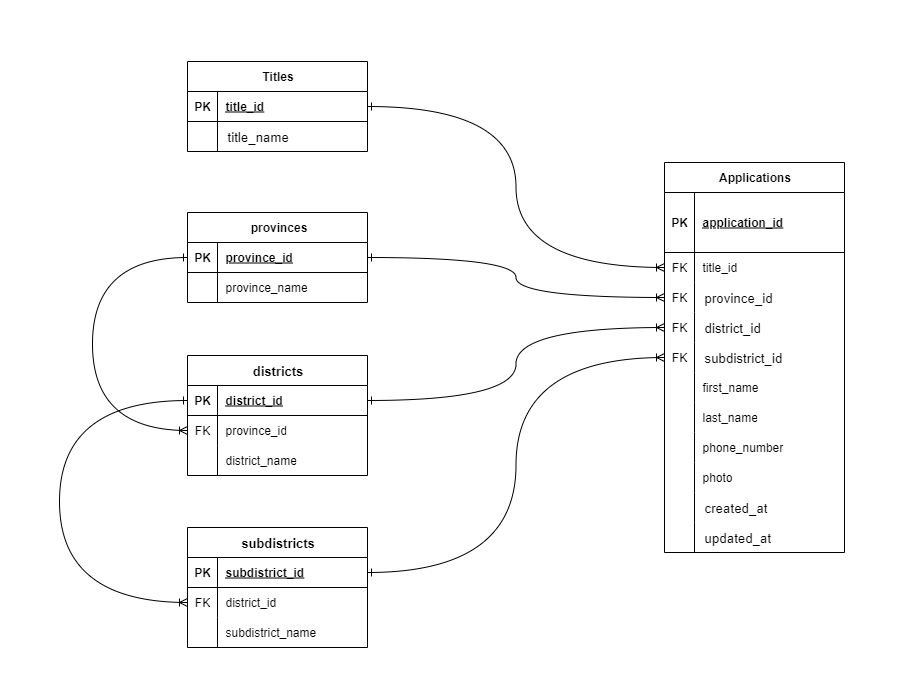 Titles
PK title_id
title_name
provinces
PK province_id
province_name
districts
PK district_id
FK province_id
district_name
subdistricts
PK subdistrict_id
FK district_id
subdistrict_name
Applications
PK application_id
FK title_id
FK province_id
FK district_id
FK subdistrict_id
first_name
last_name
phone_number
photo
created_at
updated_at